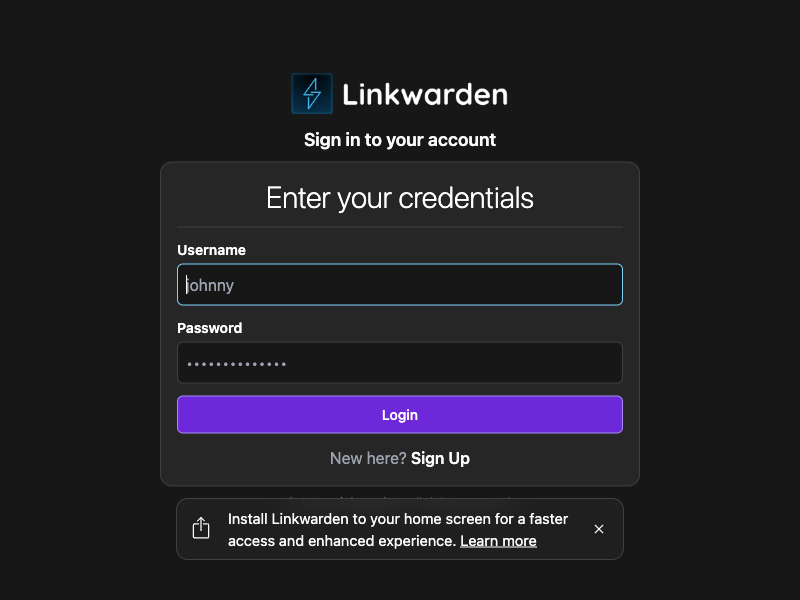 Linkwarden
Sign in to your account
Enter your credentials
Username
johnny
Password
••••••••••••••
Login
New here? Sign Up
Install Linkwarden to your home screen for a faster
access and enhanced experience. Learn more